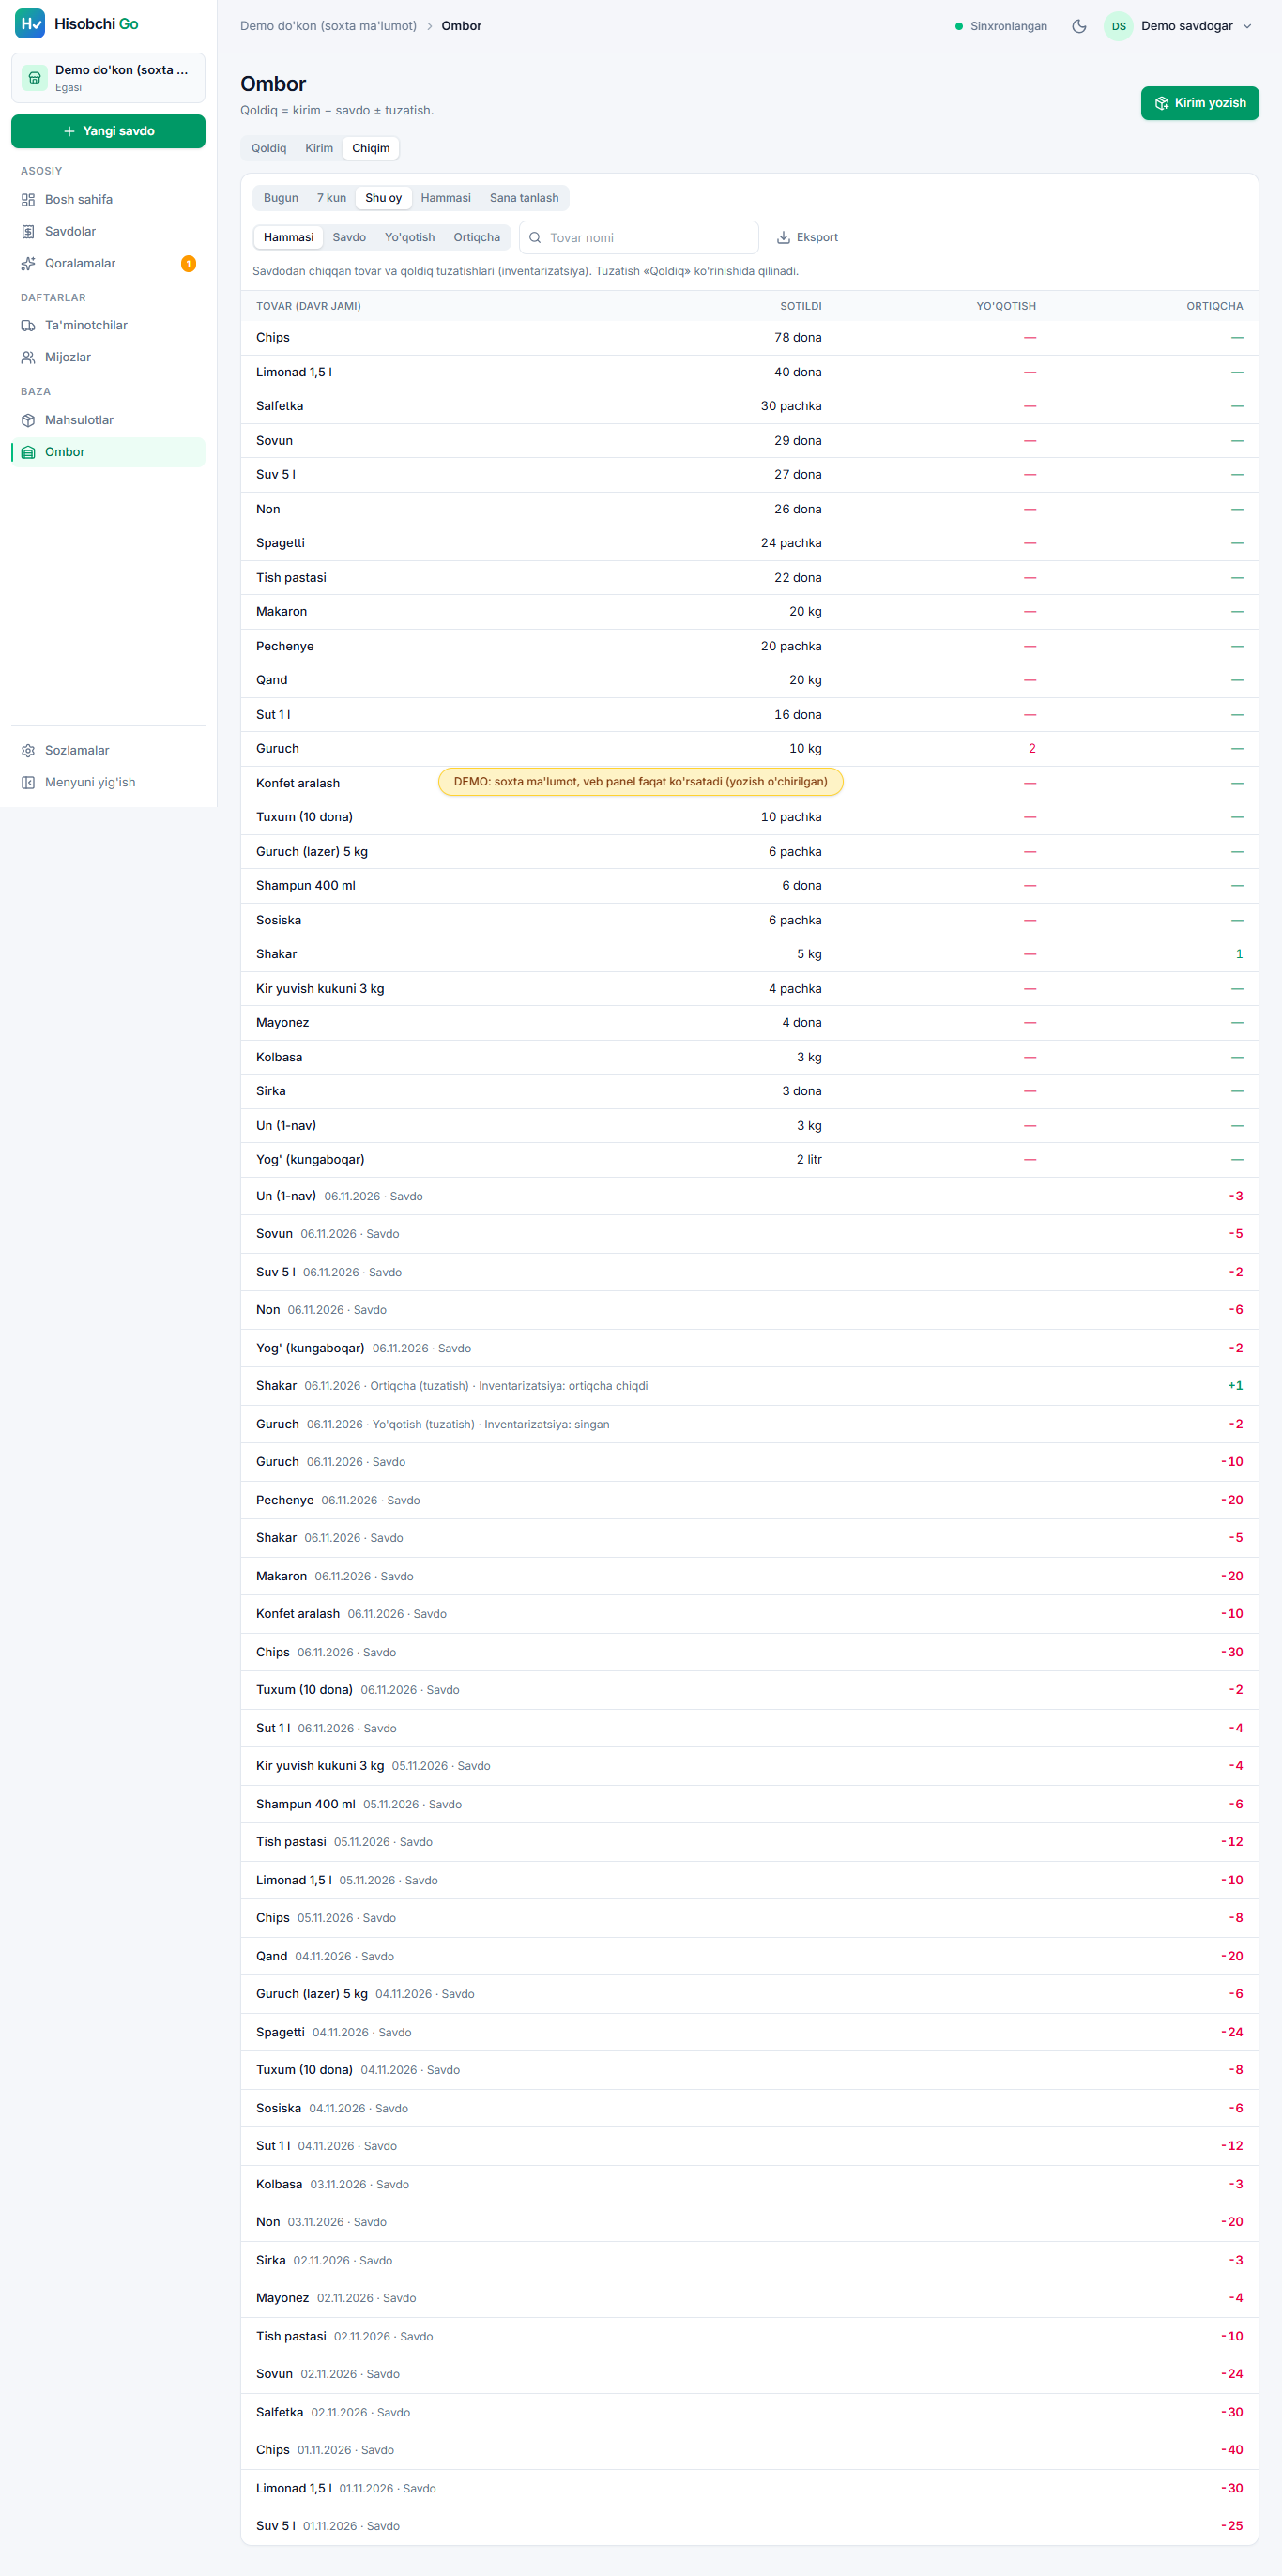 Hisobchi Go
Demo do'kon (soxta ...
Egasi
+ Yangi savdo
ASOSIY
Bosh sahifa
Savdolar
Qoralamalar 1
DAFTARLAR
Ta'minotchilar
Mijozlar
BAZA
Mahsulotlar
Ombor
Sozlamalar
Menyuni yig'ish
Demo do'kon (soxta ma'lumot) > Ombor
Sinxronlangan
DS Demo savdogar
Ombor
Qoldiq = kirim − savdo ± tuzatish.
Kirim yozish
Qoldiq Kirim Chiqim
Bugun 7 kun Shu oy Hammasi Sana tanlash
Hammasi Savdo Yo'qotish Ortiqcha Tovar nomi Eksport
Savdodan chiqqan tovar va qoldiq tuzatishlari (inventarizatsiya). Tuzatish «Qoldiq» ko'rinishida qilinadi.
TOVAR (DAVR JAMI) SOTILDI YO'QOTISH ORTIQCHA
Chips 78 dona — —
Limonad 1,5 l 40 dona — —
Salfetka 30 pachka — —
Sovun 29 dona — —
Suv 5 l 27 dona — —
Non 26 dona — —
Spagetti 24 pachka — —
Tish pastasi 22 dona — —
Makaron 20 kg — —
Pechenye 20 pachka — —
Qand 20 kg — —
Sut 1 l 16 dona — —
Guruch 10 kg 2 —
Konfet aralash — —
DEMO: soxta ma'lumot, veb panel faqat ko'rsatadi (yozish o'chirilgan)
Tuxum (10 dona) 10 pachka — —
Guruch (lazer) 5 kg 6 pachka — —
Shampun 400 ml 6 dona — —
Sosiska 6 pachka — —
Shakar 5 kg — 1
Kir yuvish kukuni 3 kg 4 pachka — —
Mayonez 4 dona — —
Kolbasa 3 kg — —
Sirka 3 dona — —
Un (1-nav) 3 kg — —
Yog' (kungaboqar) 2 litr — —
Un (1-nav) 06.11.2026 · Savdo -3
Sovun 06.11.2026 · Savdo -5
Suv 5 l 06.11.2026 · Savdo -2
Non 06.11.2026 · Savdo -6
Yog' (kungaboqar) 06.11.2026 · Savdo -2
Shakar 06.11.2026 · Ortiqcha (tuzatish) · Inventarizatsiya: ortiqcha chiqdi +1
Guruch 06.11.2026 · Yo'qotish (tuzatish) · Inventarizatsiya: singan -2
Guruch 06.11.2026 · Savdo -10
Pechenye 06.11.2026 · Savdo -20
Shakar 06.11.2026 · Savdo -5
Makaron 06.11.2026 · Savdo -20
Konfet aralash 06.11.2026 · Savdo -10
Chips 06.11.2026 · Savdo -30
Tuxum (10 dona) 06.11.2026 · Savdo -2
Sut 1 l 06.11.2026 · Savdo -4
Kir yuvish kukuni 3 kg 05.11.2026 · Savdo -4
Shampun 400 ml 05.11.2026 · Savdo -6
Tish pastasi 05.11.2026 · Savdo -12
Limonad 1,5 l 05.11.2026 · Savdo -10
Chips 05.11.2026 · Savdo -8
Qand 04.11.2026 · Savdo -20
Guruch (lazer) 5 kg 04.11.2026 · Savdo -6
Spagetti 04.11.2026 · Savdo -24
Tuxum (10 dona) 04.11.2026 · Savdo -8
Sosiska 04.11.2026 · Savdo -6
Sut 1 l 04.11.2026 · Savdo -12
Kolbasa 03.11.2026 · Savdo -3
Non 03.11.2026 · Savdo -20
Sirka 02.11.2026 · Savdo -3
Mayonez 02.11.2026 · Savdo -4
Tish pastasi 02.11.2026 · Savdo -10
Sovun 02.11.2026 · Savdo -24
Salfetka 02.11.2026 · Savdo -30
Chips 01.11.2026 · Savdo -40
Limonad 1,5 l 01.11.2026 · Savdo -30
Suv 5 l 01.11.2026 · Savdo -25